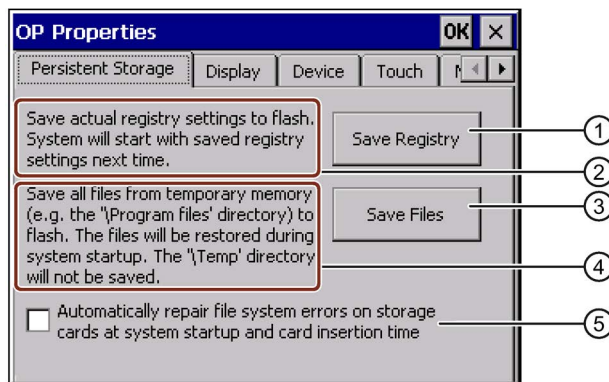 OP Properties OK ×
Persistent Storage Display Device Touch
Save actual registry settings to flash.
System will start with saved registry
settings next time.
Save Registry
1
2
Save all files from temporary memory
(e.g. the '\Program files' directory) to
flash. The files will be restored during
system startup. The '\Temp' directory
will not be saved.
Save Files
3
4
Automatically repair file system errors on storage
cards at system startup and card insertion time
5